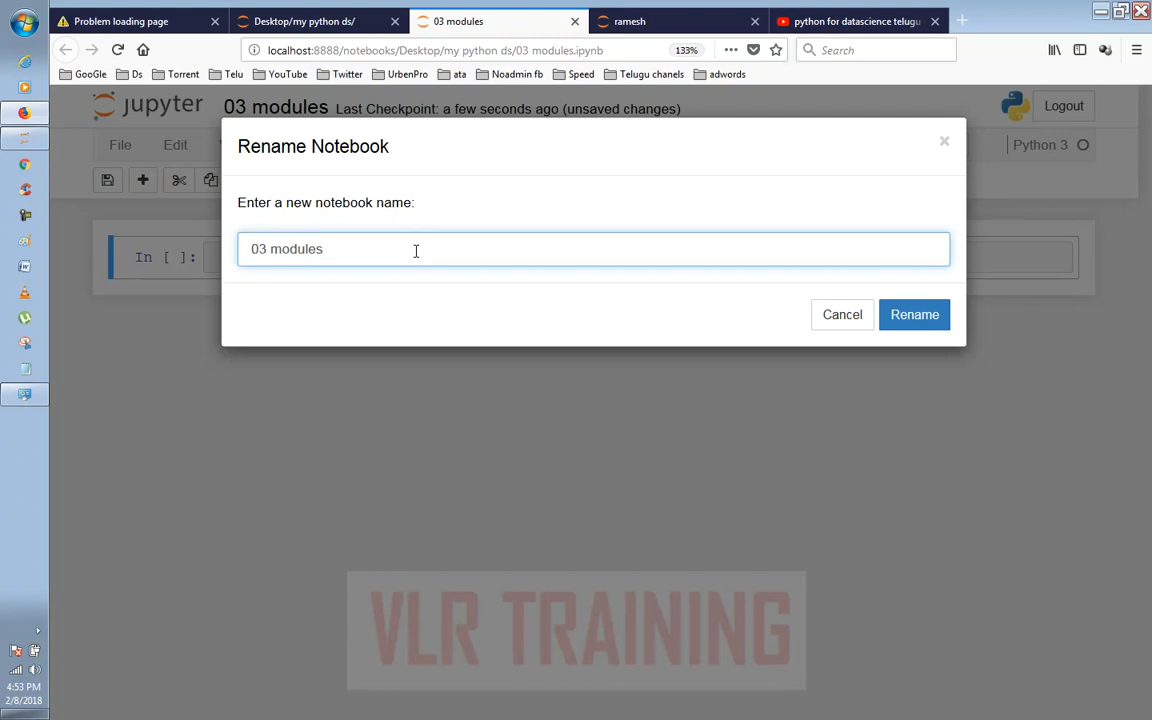 Problem loading page
Desktop/my python ds/
03 modules
ramesh
python for datascience telugu
localhost:8888/notebooks/Desktop/my python ds/03 modules.ipynb
133%
Search
GooGle
Ds
Torrent
Telu
YouTube
Twitter
UrbenPro
ata
Noadmin fb
Speed
Telugu chanels
adwords
jupyter
03 modules Last Checkpoint: a few seconds ago (unsaved changes)
Logout
File
Edit
Python 3
Rename Notebook
×
Enter a new notebook name:
03 modules
In [ ]:
Cancel
Rename
VLR TRAINING
4:53 PM
2/8/2018